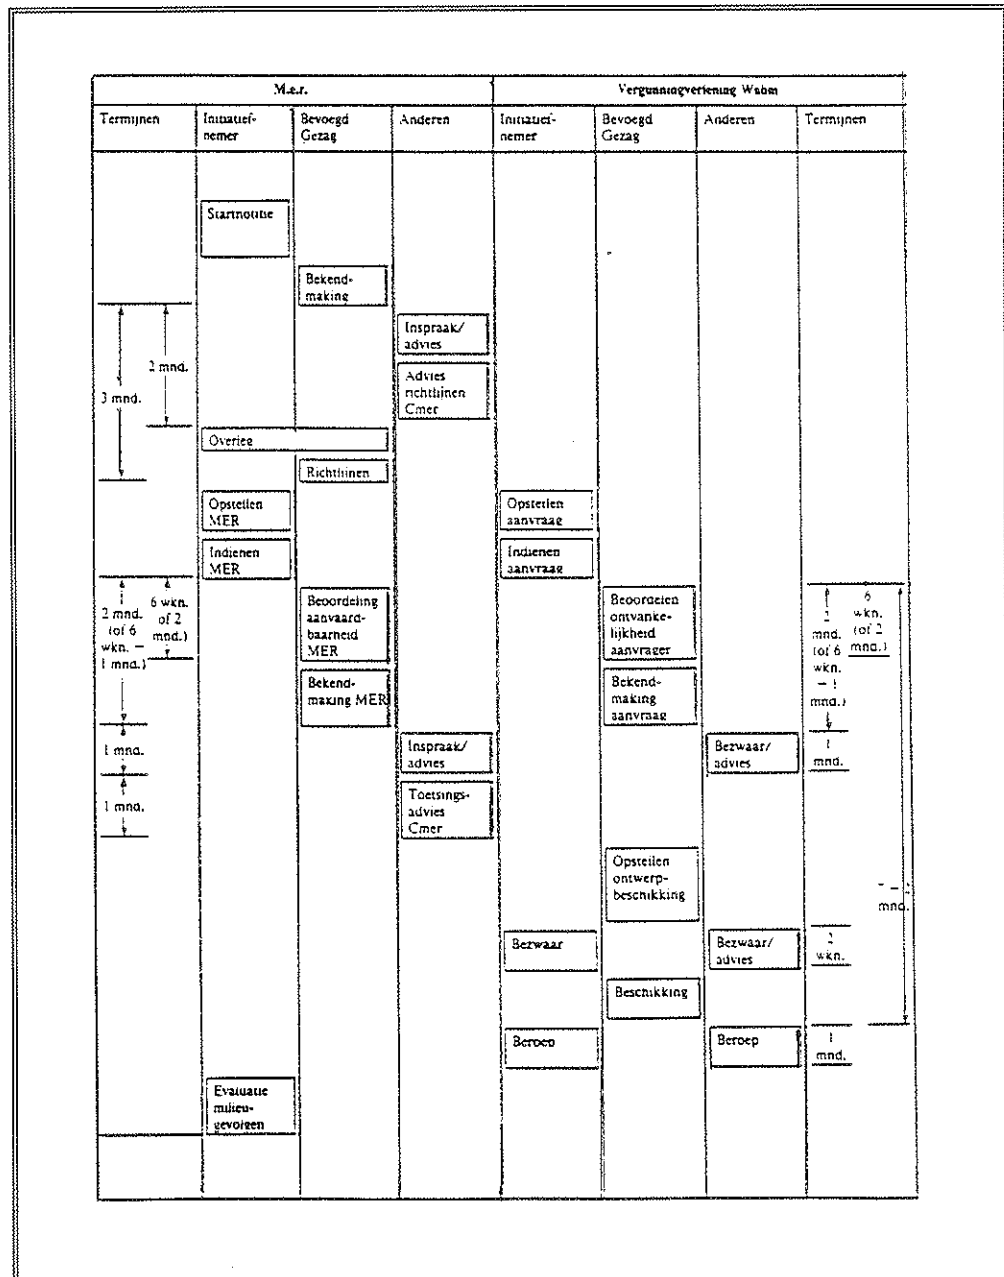 M.e.r.
Vergunningverlening Wabm
Termijnen
Initiatief-
nemer
Bevoegd
Gezag
Anderen
Initiatief-
nemer
Bevoegd
Gezag
Anderen
Termijnen
Startnotitie
Bekend-
making
Inspraak/
advies
2 mnd.
Advies
richtlijnen
Cmer
3 mnd.
Overleg
Richtlijnen
Opstellen
MER
Opstellen
aanvraag
Indienen
MER
Indienen
aanvraag
2
mnd.
(of 6
wkn. –
1 mnd.)
6 wkn.
of 2
mnd.)
Beoordeling
aanvaard-
baarheid
MER
Beoordelen
ontvanke-
lijkheid
aanvrager
2
mnd.
(of 6
wkn.
– 1
mnd.)
6
wkn.
(of 2
mnd.)
Bekend-
making MER
Bekend-
making
aanvraag
1 mnd.
Inspraak/
advies
Bezwaar/
advies
1
mnd.
1 mnd.
Toetsings-
advies
Cmer
Opstellen
ontwerp-
beschikking
mnd.
Bezwaar
Bezwaar/
advies
2
wkn.
Beschikking
Beroep
Beroep
1
mnd.
Evaluatie
milieu-
gevolgen